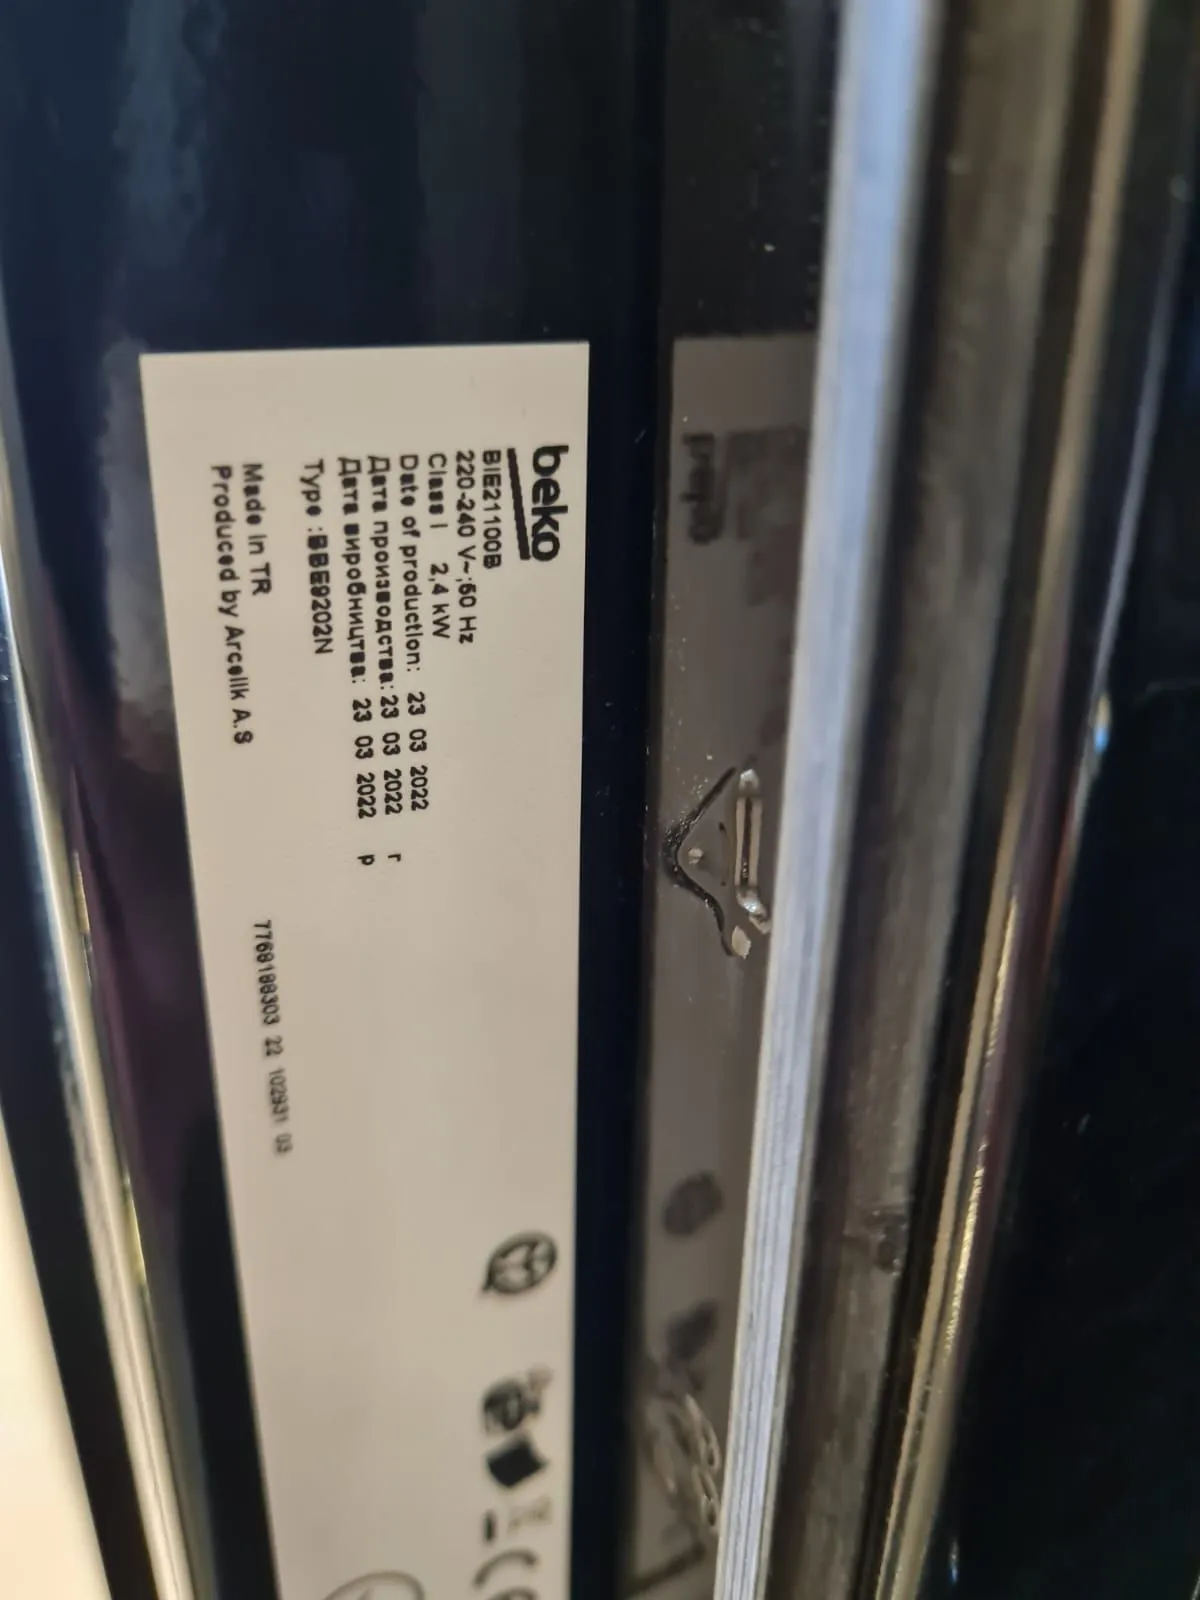 beko
BIE21100B
220-240 V~;50 Hz
Class I 2,4 kW
Date of production: 23 03 2022
Дата производства: 23 03 2022 г
Дата виробництва: 23 03 2022 р
Type :BBE9202N
Made in TR
Produced by Arcelik A.S
7768188303 22 102931 03